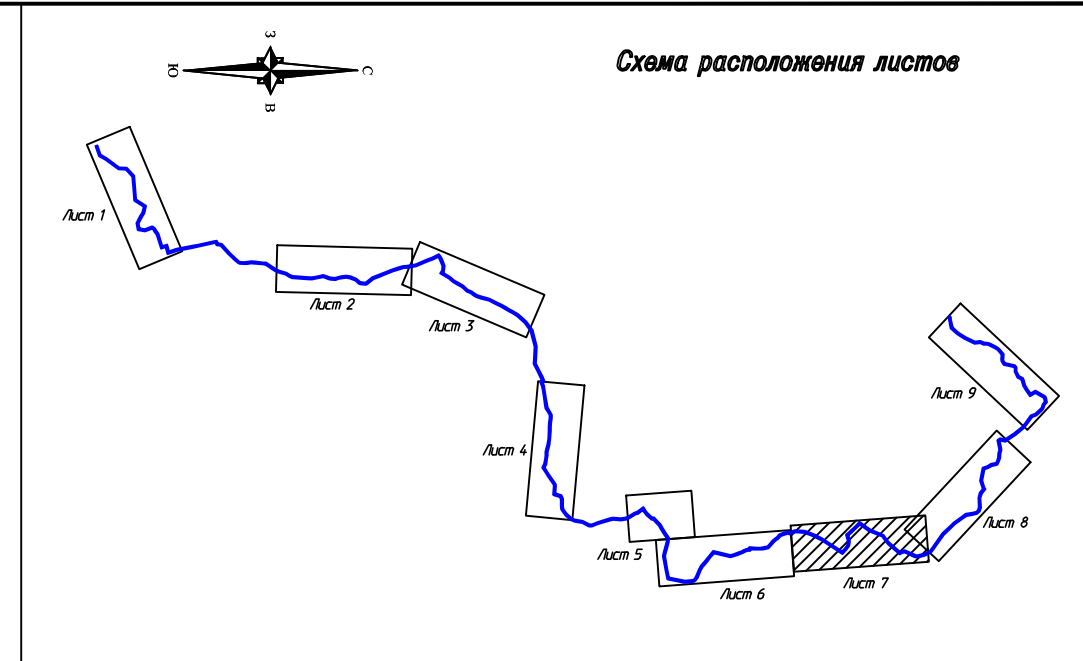 Схема расположения листов
З
Ю
С
В
Лист 1
Лист 2
Лист 3
Лист 4
Лист 5
Лист 6
Лист 7
Лист 8
Лист 9